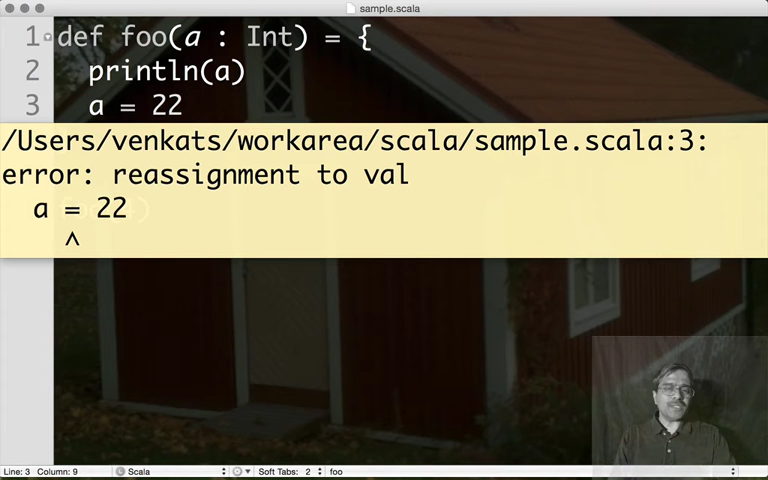 sample.scala
1 def foo(a : Int) = {
2 println(a)
3 a = 22
/Users/venkats/workarea/scala/sample.scala:3:
error: reassignment to val
a = 22
^
Line: 3 Column: 9 Scala Soft Tabs: 2 foo